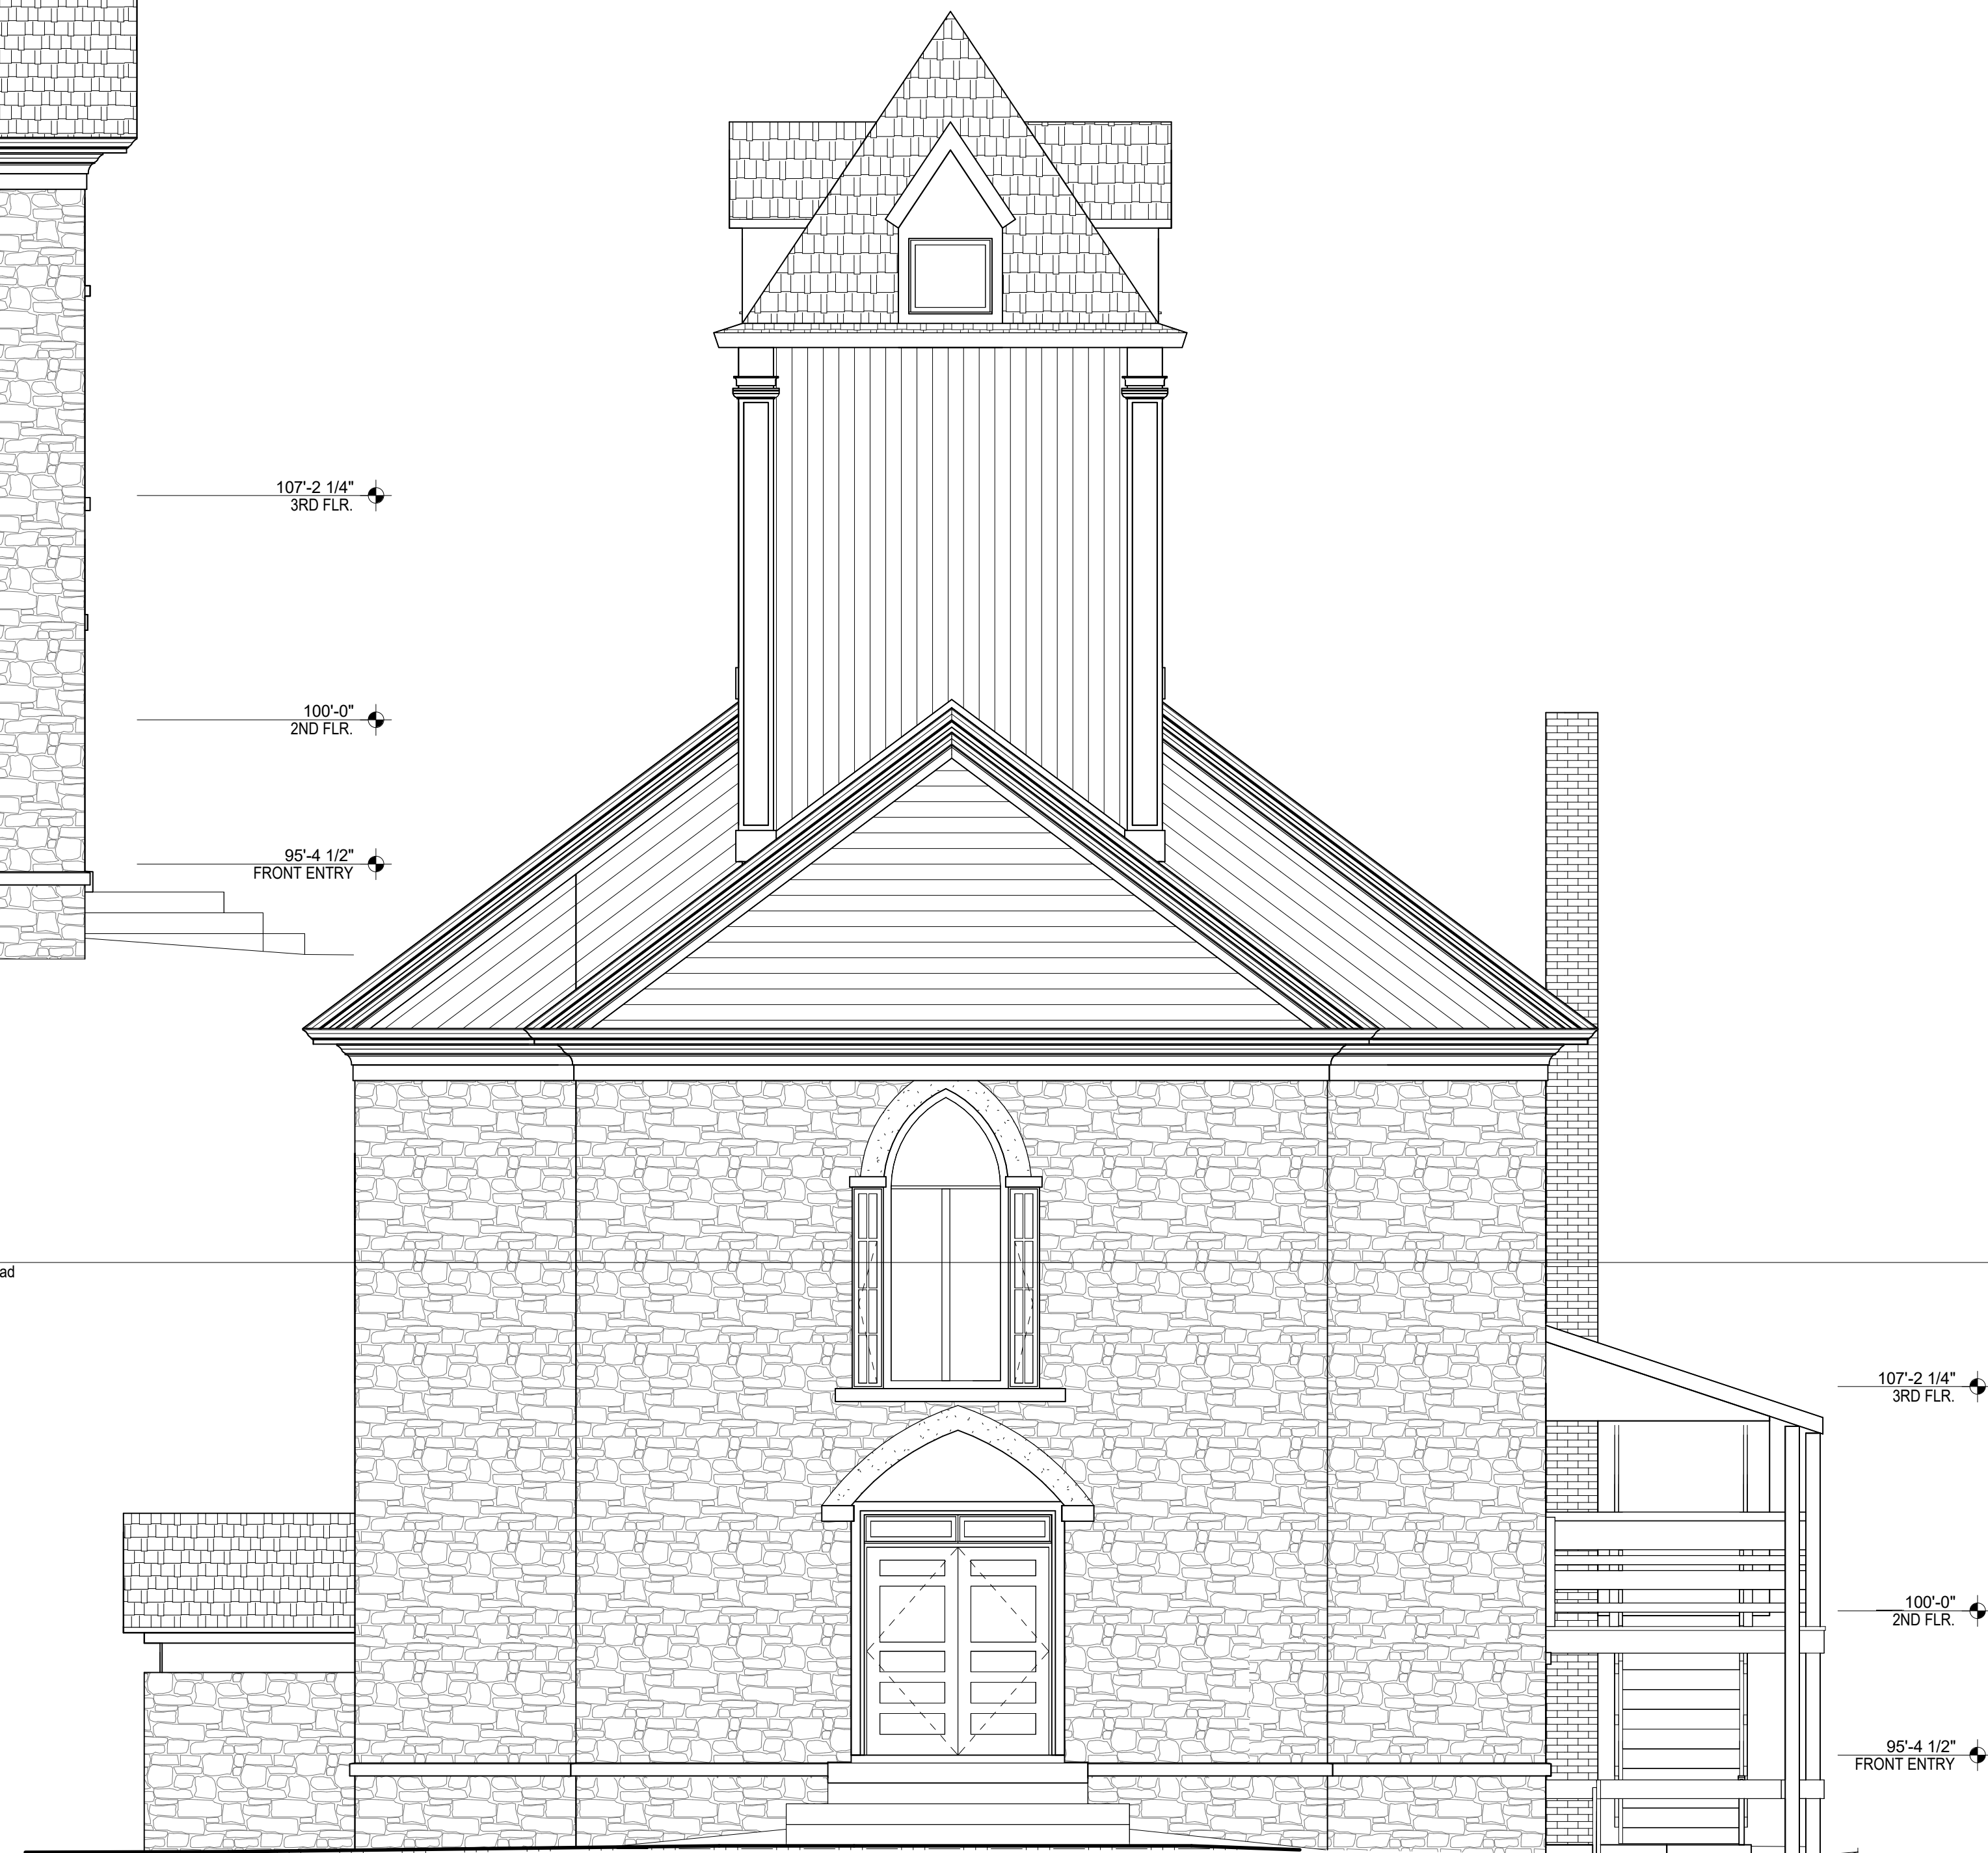 107'-2 1/4"
3RD FLR.
100'-0"
2ND FLR.
95'-4 1/2"
FRONT ENTRY
ad
107'-2 1/4"
3RD FLR.
100'-0"
2ND FLR.
95'-4 1/2"
FRONT ENTRY